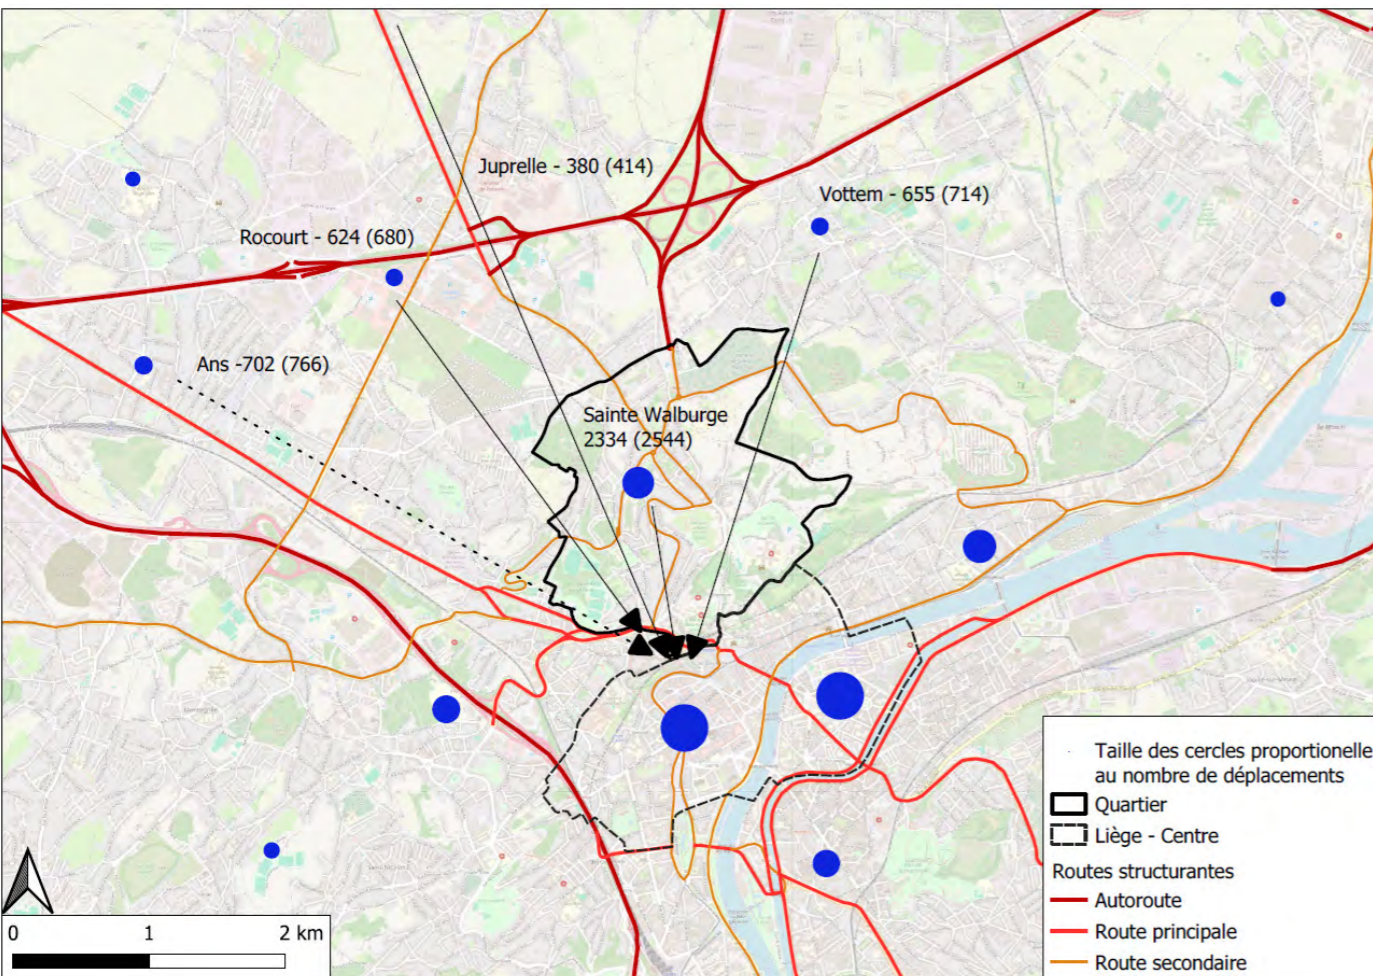 Juprelle - 380 (414)
Vottem - 655 (714)
Rocourt - 624 (680)
Ans -702 (766)
Sainte Walburge
2334 (2544)
Taille des cercles proportionelle
au nombre de déplacements
Quartier
Liège - Centre
Routes structurantes
Autoroute
Route principale
Route secondaire
0 1 2 km